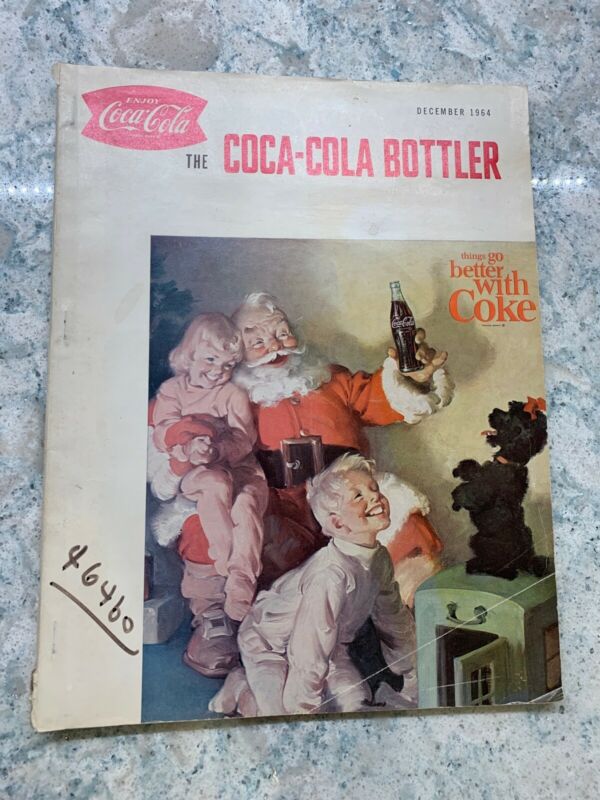 ENJOY
Coca-Cola
DECEMBER 1964
THE COCA-COLA BOTTLER
things go
better
with
Coke
Coca-Cola
46460